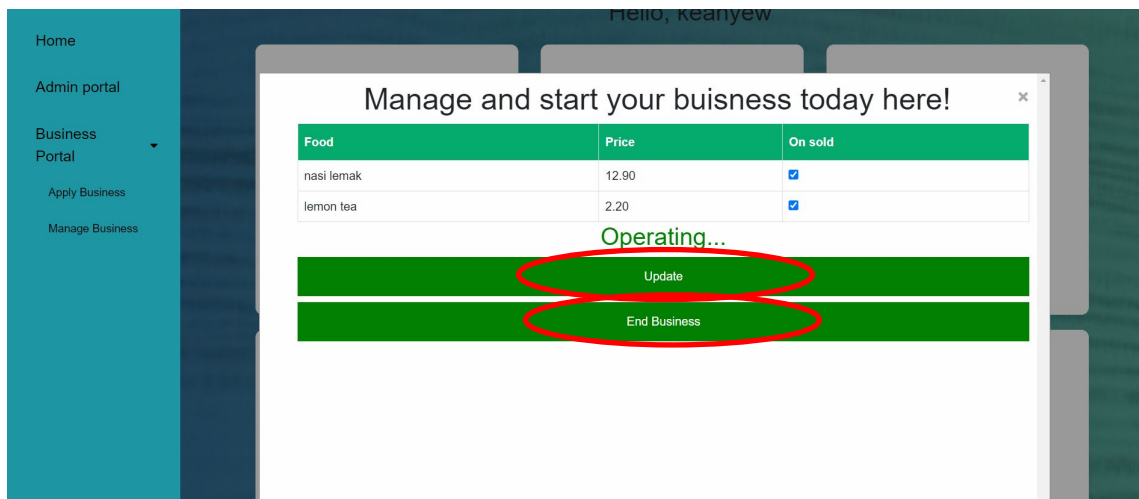 Hello, keanyew
Home
Admin portal
Business
Portal
Apply Business
Manage Business
Manage and start your buisness today here!
×
Food Price On sold
nasi lemak 12.90
lemon tea 2.20
Operating...
Update
End Business